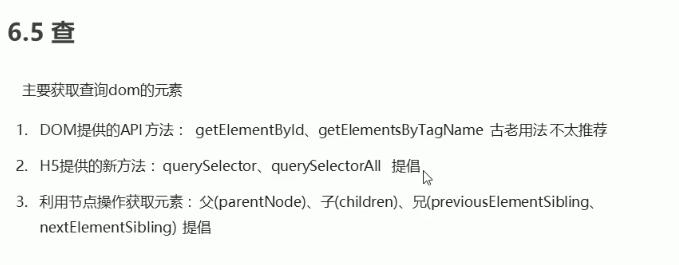 6.5 查
主要获取查询dom的元素
1. DOM提供的API 方法： getElementById、getElementsByTagName 古老用法 不太推荐
2. H5提供的新方法： querySelector、querySelectorAll 提倡
3. 利用节点操作获取元素： 父(parentNode)、子(children)、兄(previousElementSibling、
nextElementSibling) 提倡